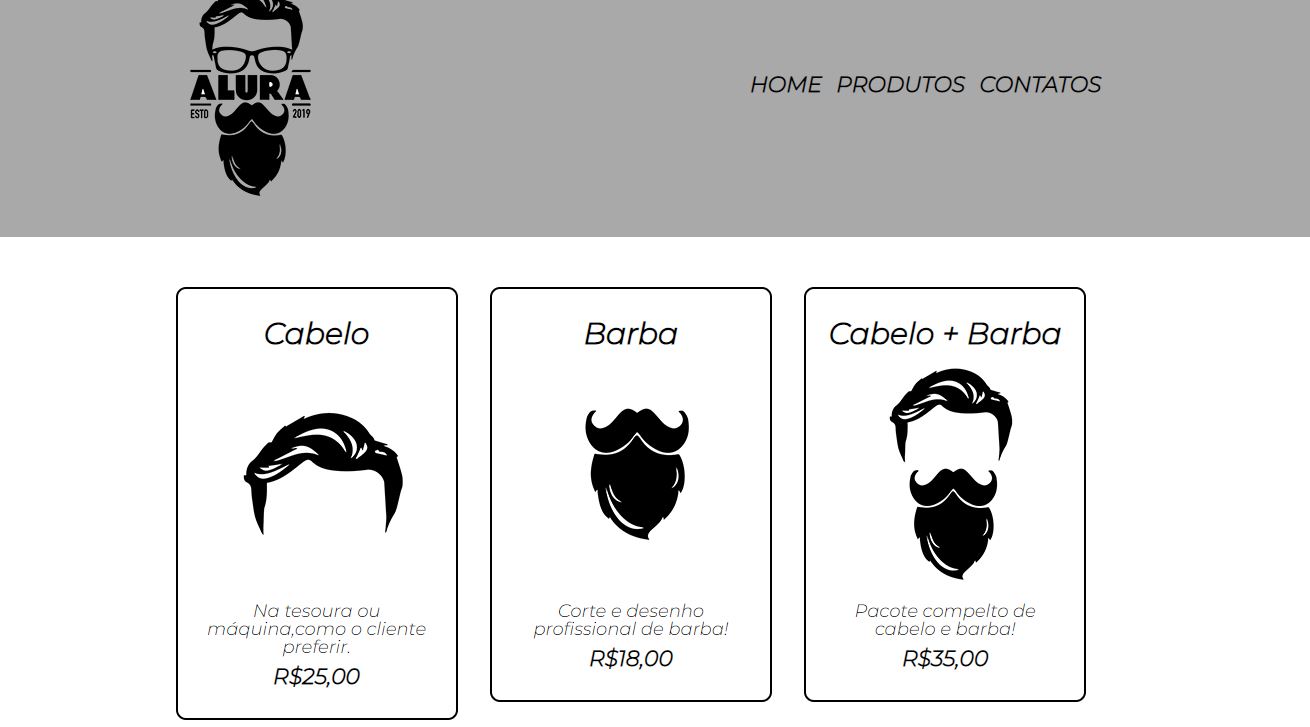 ALURA
ESTD 2019
HOME PRODUTOS CONTATOS
Cabelo
Na tesoura ou
máquina,como o cliente
preferir.
R$25,00
Barba
Corte e desenho
profissional de barba!
R$18,00
Cabelo + Barba
Pacote compelto de
cabelo e barba!
R$35,00